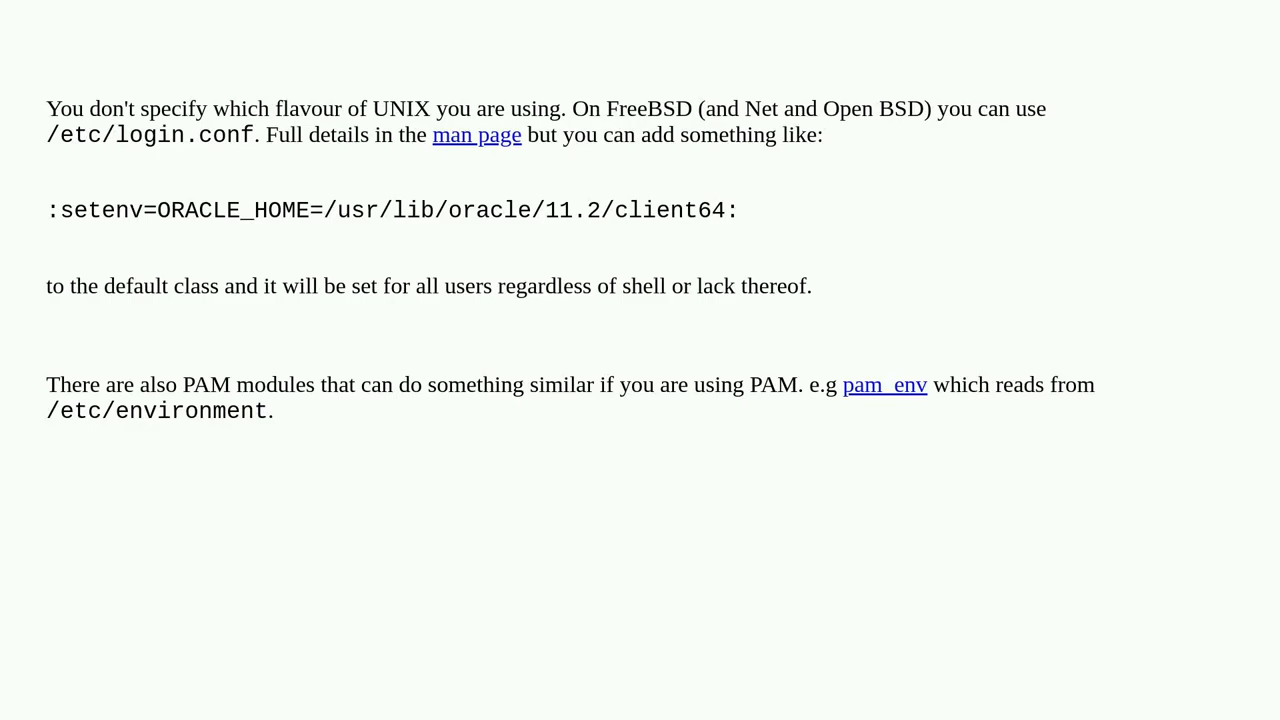 You don't specify which flavour of UNIX you are using. On FreeBSD (and Net and Open BSD) you can use
/etc/login.conf. Full details in the man page but you can add something like:
:setenv=ORACLE_HOME=/usr/lib/oracle/11.2/client64:
to the default class and it will be set for all users regardless of shell or lack thereof.
There are also PAM modules that can do something similar if you are using PAM. e.g pam_env which reads from
/etc/environment.